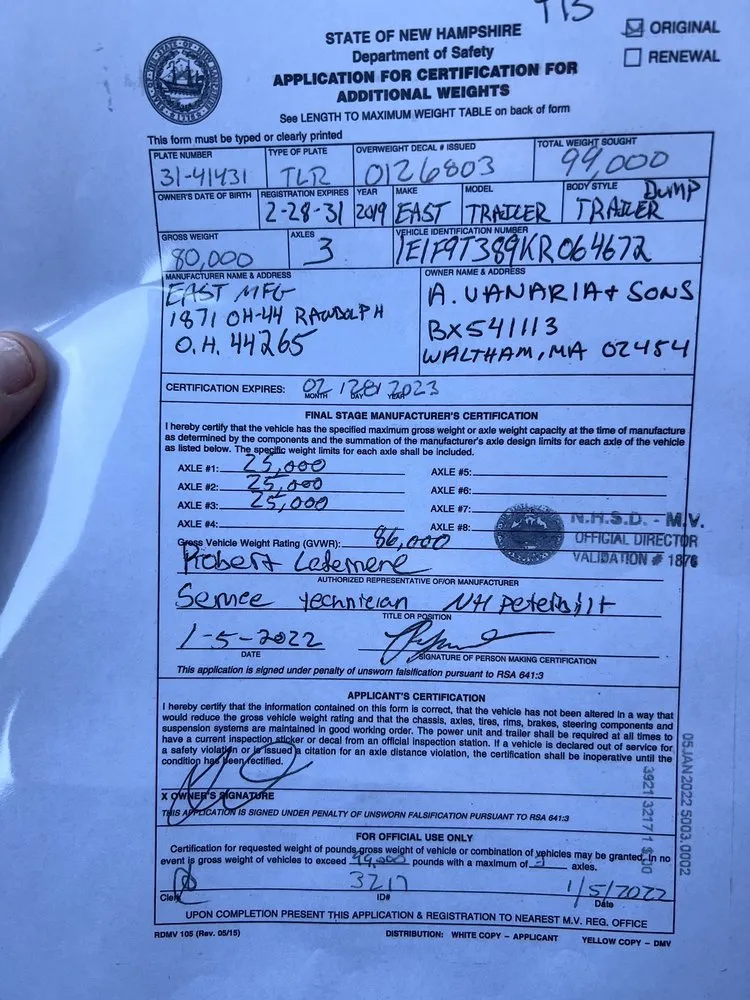 113
STATE OF NEW HAMPSHIRE
Department of Safety
APPLICATION FOR CERTIFICATION FOR
ADDITIONAL WEIGHTS
See LENGTH TO MAXIMUM WEIGHT TABLE on back of form
ORIGINAL
RENEWAL
This form must be typed or clearly printed
PLATE NUMBER TYPE OF PLATE OVERWEIGHT DECAL # ISSUED TOTAL WEIGHT SOUGHT
31-41431 TLR 0126803 99,000
OWNER'S DATE OF BIRTH REGISTRATION EXPIRES YEAR MAKE MODEL BODY STYLE DUMP
2-28-31 2019 EAST TRAILER TRAILER
GROSS WEIGHT AXLES VEHICLE IDENTIFICATION NUMBER
80,000 3 1E1F9T389KR064672
MANUFACTURER NAME & ADDRESS OWNER NAME & ADDRESS
EAST MFG A. VANARIA & SONS
1871 OH-44 RANDOLPH BX541113
O.H. 44265 WALTHAM, MA 02454
CERTIFICATION EXPIRES: 02 / 28 / 2023
MONTH DAY YEAR
FINAL STAGE MANUFACTURER'S CERTIFICATION
I hereby certify that the vehicle has the specified maximum gross weight or axle weight capacity at the time of manufacture
as determined by the components and the summation of the manufacturer's axle design limits for each axle of the vehicle
as listed below. The specific weight limits for each axle shall be included.
AXLE #1: 25,000 AXLE #5:
AXLE #2: 25,000 AXLE #6:
AXLE #3: 25,000 AXLE #7:
AXLE #4: AXLE #8:
N.H.S.D. - M.V.
OFFICIAL DIRECTOR
VALIDATION # 1876
Gross Vehicle Weight Rating (GVWR): 86,000
Robert
AUTHORIZED REPRESENTATIVE OF/OR MANUFACTURER
Service Technician NH Peterbilt
TITLE OR POSITION
1-5-2022
DATE SIGNATURE OF PERSON MAKING CERTIFICATION
This application is signed under penalty of unsworn falsification pursuant to RSA 641:3
APPLICANT'S CERTIFICATION
I hereby certify that the information contained on this form is correct, that the vehicle has not been altered in a way that
would reduce the gross vehicle weight rating and that the chassis, axles, tires, rims, brakes, steering components and
suspension systems are maintained in good working order. The power unit and trailer shall be required at all times to
have a current inspection sticker or decal from an official inspection station. If a vehicle is declared out of service for
a safety violation or is issued a citation for an axle distance violation, the certification shall be inoperative until the
condition has been rectified.
X OWNER'S SIGNATURE
THIS APPLICATION IS SIGNED UNDER PENALTY OF UNSWORN FALSIFICATION PURSUANT TO RSA 641:3
05JAN2022 5003.0002
FOR OFFICIAL USE ONLY
Certification for requested weight of pounds gross weight of vehicle or combination of vehicles may be granted. In no
event is gross weight of vehicles to exceed 99,000 pounds with a maximum of axles.
3217 1/5/2022
Clerk ID# Date
UPON COMPLETION PRESENT THIS APPLICATION & REGISTRATION TO NEAREST M.V. REG. OFFICE
RDMV 105 (Rev. 05/15) DISTRIBUTION: WHITE COPY – APPLICANT YELLOW COPY – DMV